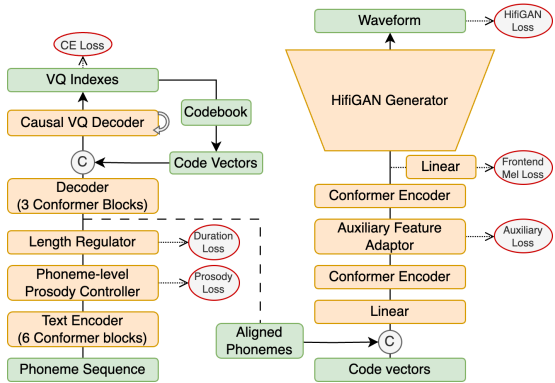 CE Loss
VQ Indexes
Codebook
Causal VQ Decoder
C
Code Vectors
Decoder
(3 Conformer Blocks)
Length Regulator
Duration
Loss
Phoneme-level
Prosody Controller
Prosody
Loss
Text Encoder
(6 Conformer blocks)
Phoneme Sequence
Waveform
HifiGAN
Loss
HifiGAN Generator
Linear
Frontend
Mel Loss
Conformer Encoder
Auxiliary Feature
Adaptor
Auxiliary
Loss
Conformer Encoder
Linear
Aligned
Phonemes
C
Code vectors